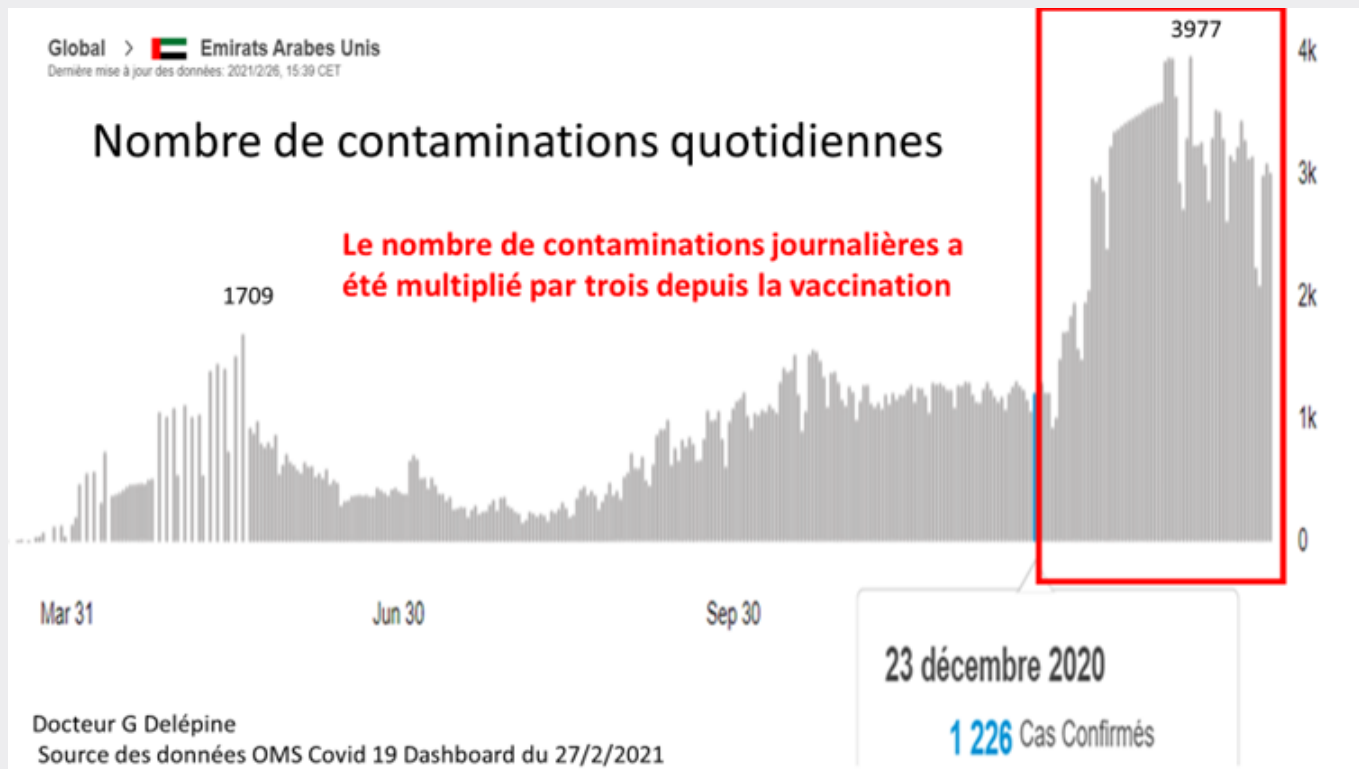 Global > Emirats Arabes Unis
Dernière mise à jour des données: 2021/2/26, 15:39 CET
3977
4k
Nombre de contaminations quotidiennes
3k
Le nombre de contaminations journalières a
été multiplié par trois depuis la vaccination
1709
2k
1k
0
Mar 31
Jun 30
Sep 30
23 décembre 2020
1 226 Cas Confirmés
Docteur G Delépine
Source des données OMS Covid 19 Dashboard du 27/2/2021